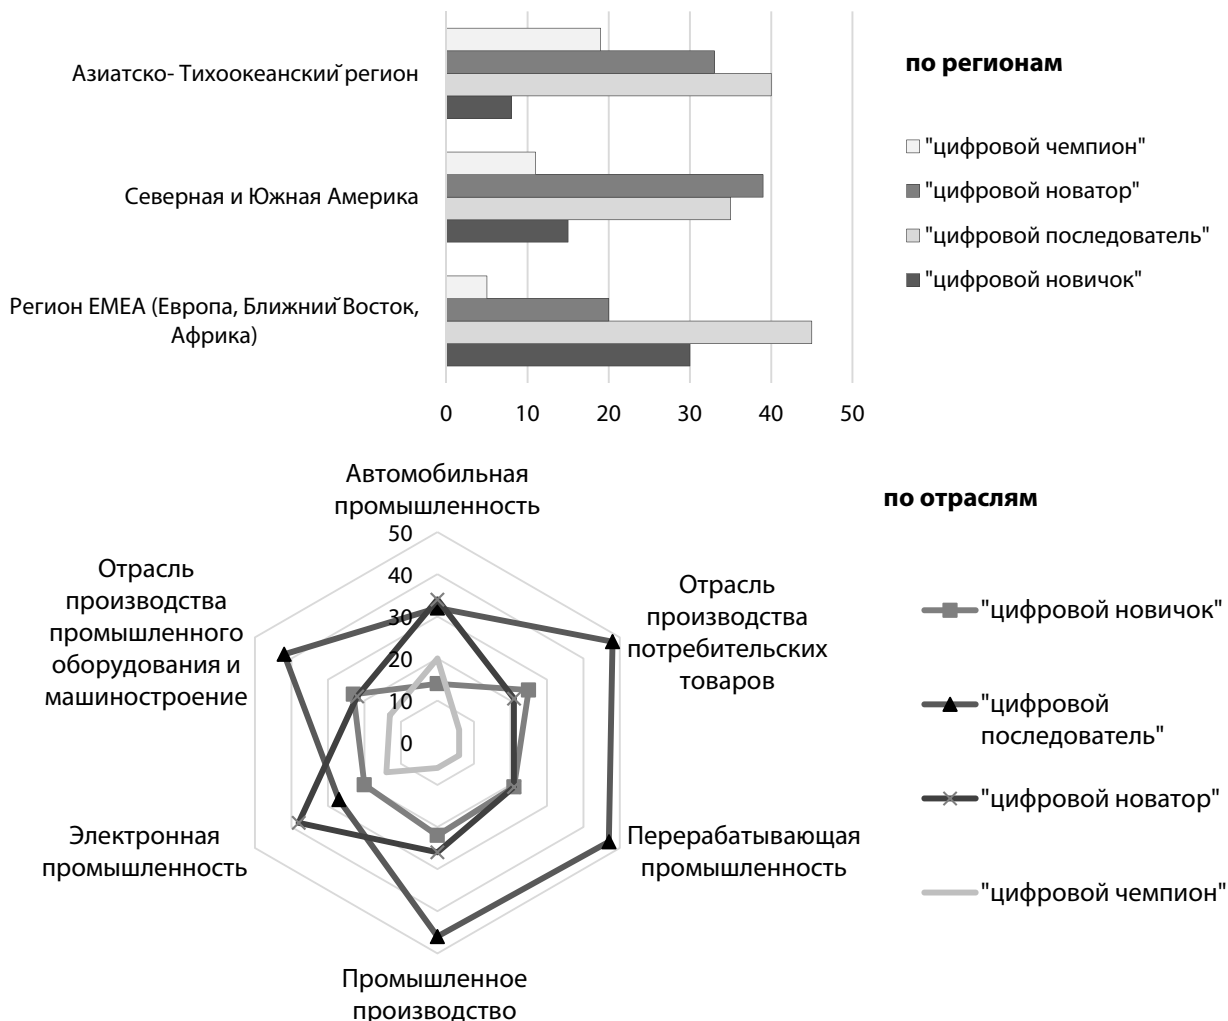 Азиатско- Тихоокеанский регион
по регионам
"цифровой чемпион"
"цифровой новатор"
"цифровой последователь"
"цифровой новичок"
Северная и Южная Америка
Регион EMEA (Европа, Ближний Восток,
Африка)
0 10 20 30 40 50
по отраслям
Автомобильная
промышленность
50
40
30
20
10
0
Отрасль
производства
потребительских
товаров
Перерабатывающая
промышленность
Промышленное
производство
Электронная
промышленность
Отрасль
производства
промышленного
оборудования и
машиностроение
"цифровой новичок"
"цифровой
последователь"
"цифровой новатор"
"цифровой чемпион"